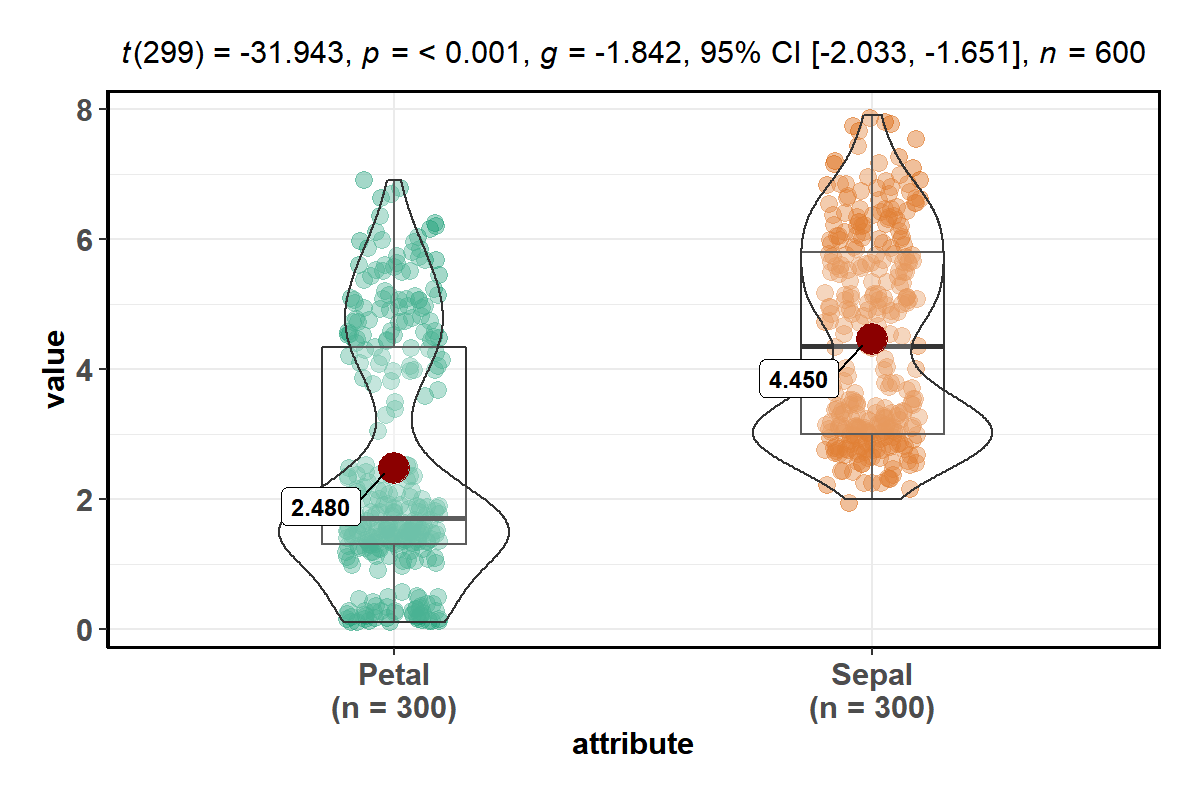 t(299) = -31.943, p = < 0.001, g = -1.842, 95% CI [-2.033, -1.651], n = 600
value
8
6
4
2
0
4.450
2.480
Petal
(n = 300)
Sepal
(n = 300)
attribute